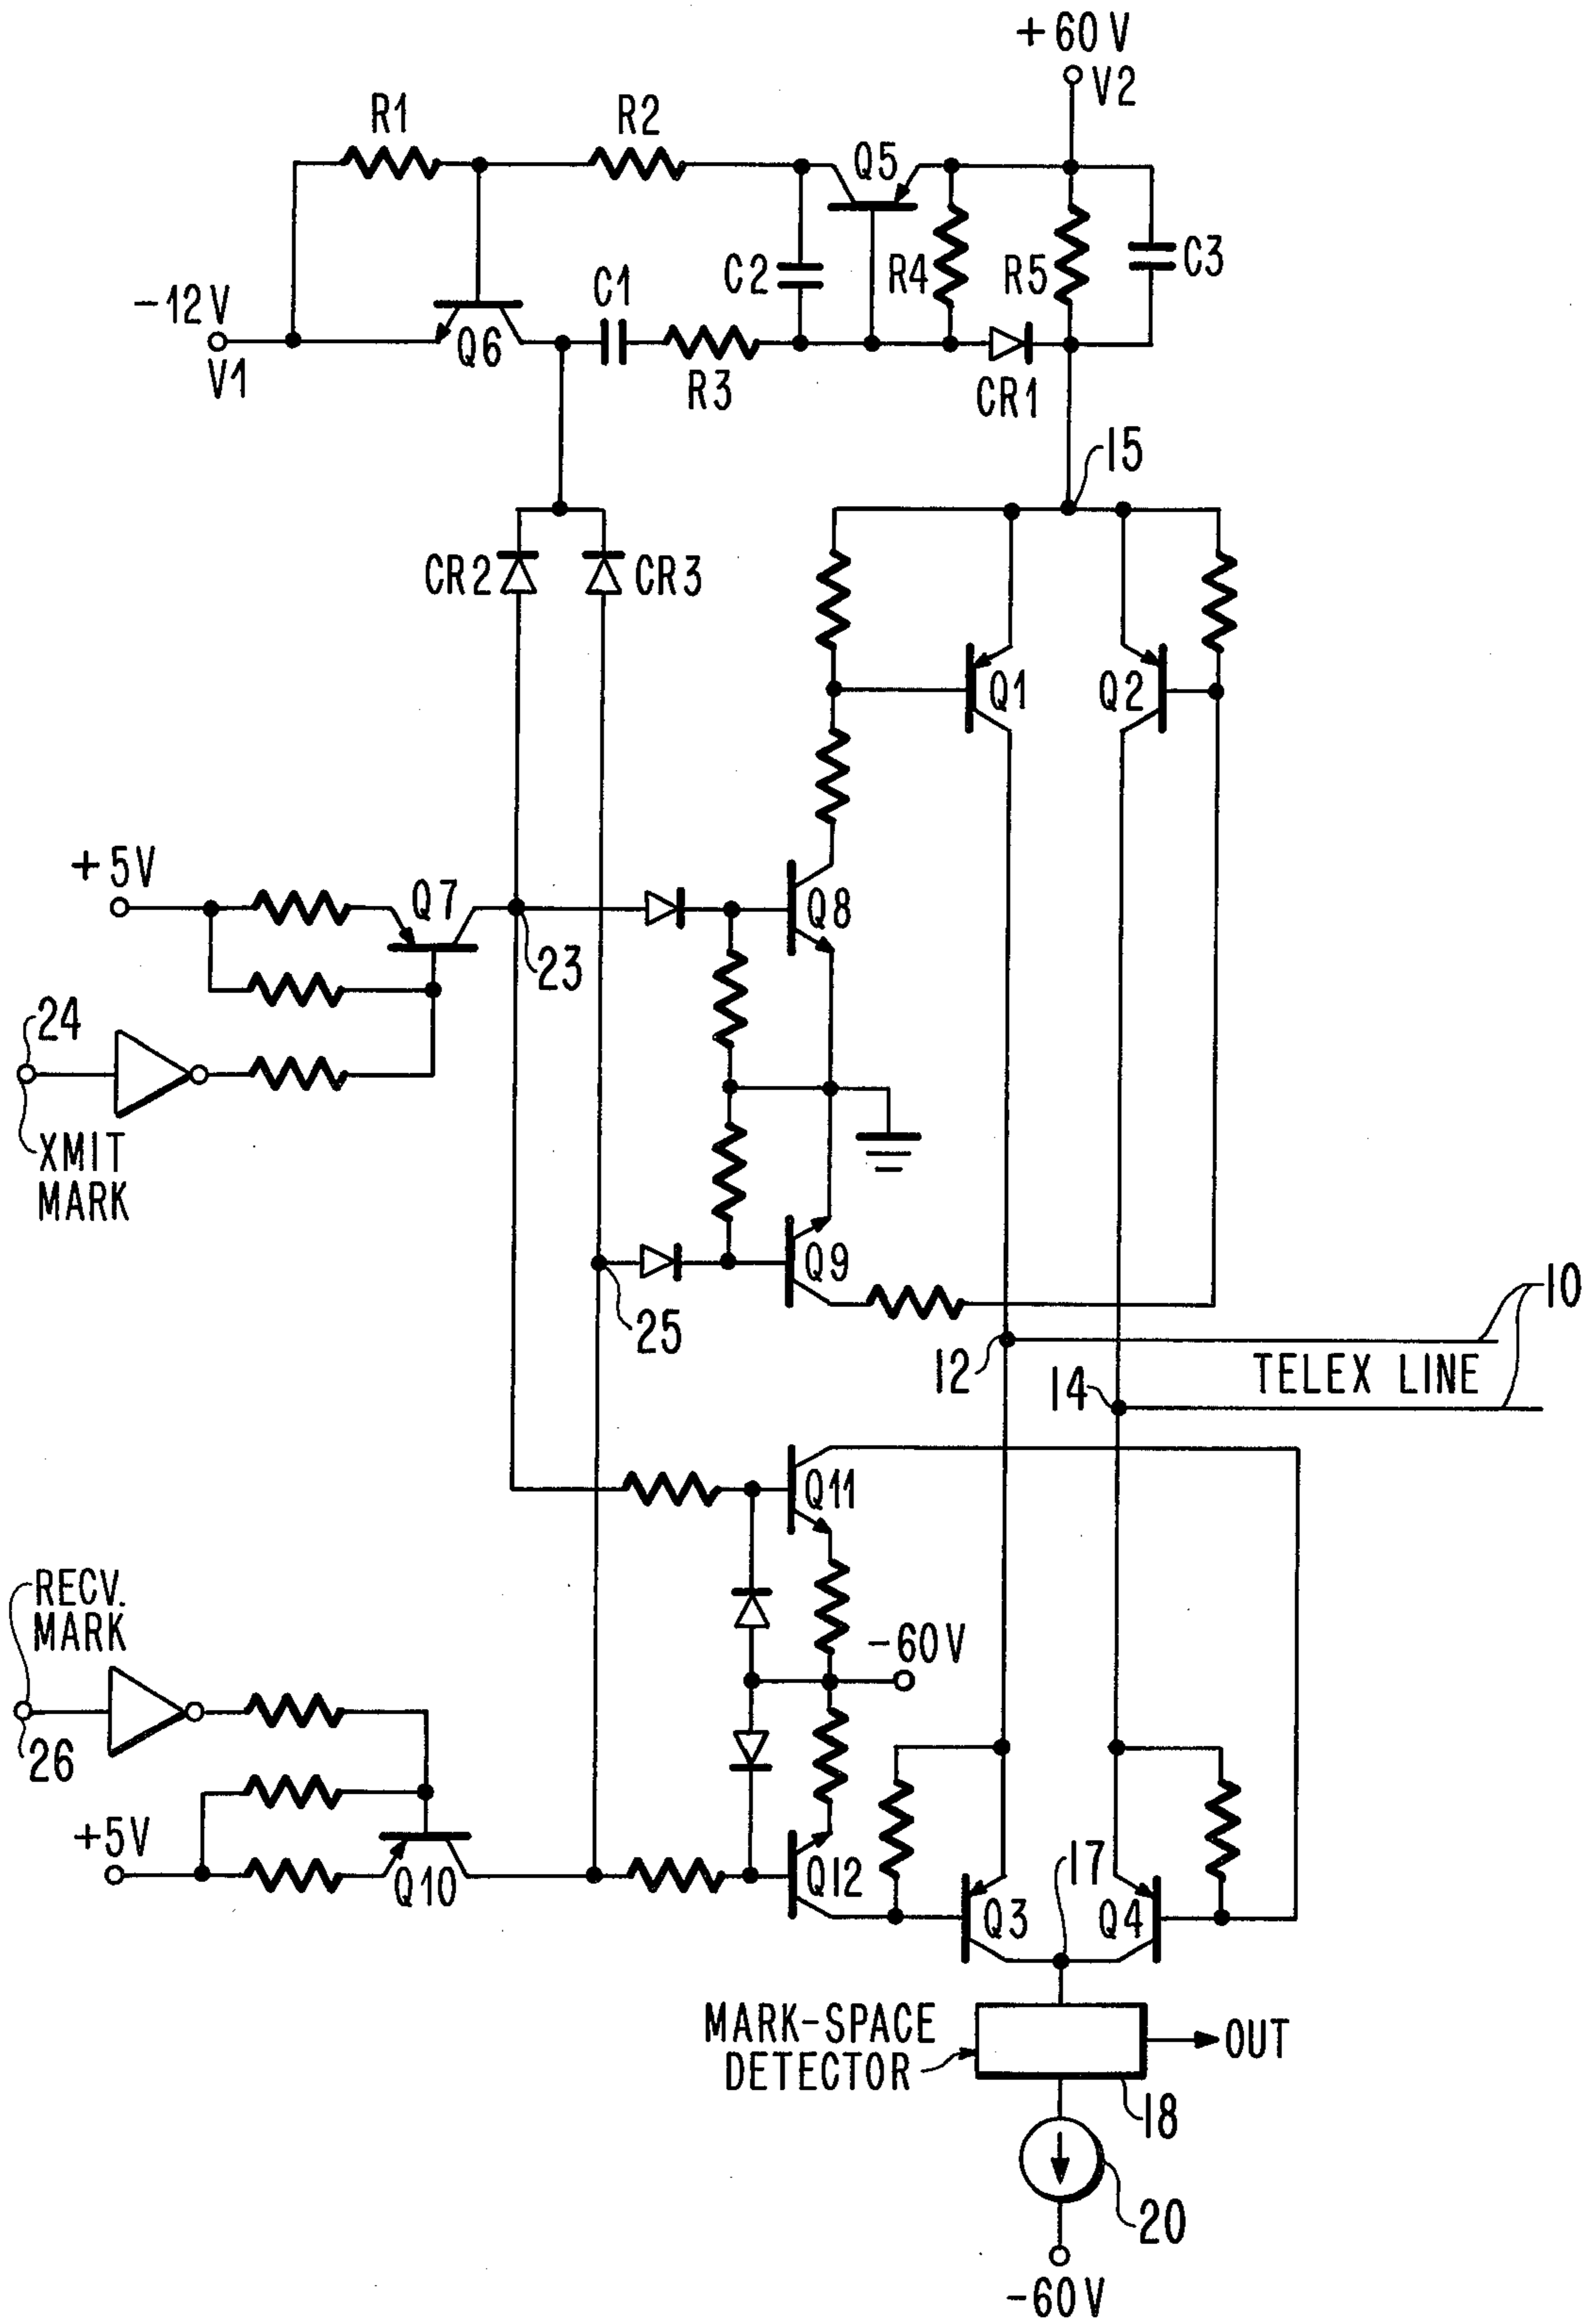 +60V
V2
R1
R2
Q5
C3
C2
R4
R5
C1
-12V
V1
Q6
R3
CR1
15
CR2
CR3
Q1
Q2
+5V
Q7
Q8
23
24
XMIT
MARK
Q9
25
10
12
TELEX LINE
14
Q11
RECV.
MARK
-60V
26
+5V
Q10
Q12
17
Q3
Q4
MARK-SPACE
DETECTOR
OUT
18
20
-60V